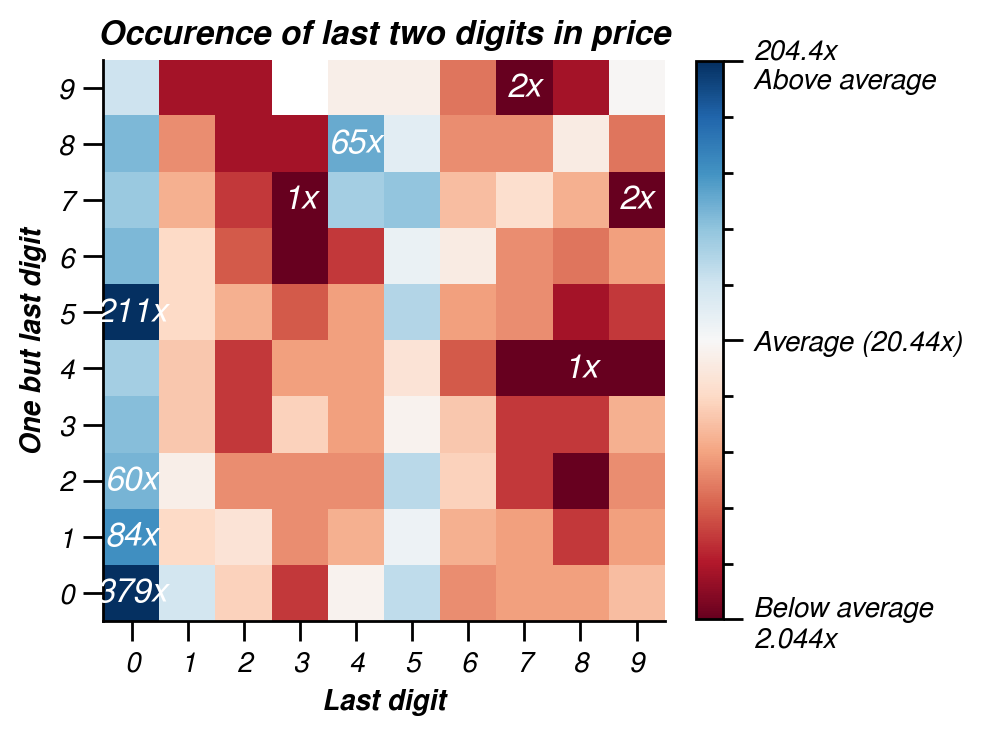 Occurence of last two digits in price
204.4x
Above average
9
2x
8
65x
7
1x
2x
6
5
211x
Average (20.44x)
4
1x
3
2
60x
1
84x
0
379x
Below average
2.044x
0 1 2 3 4 5 6 7 8 9
Last digit
One but last digit